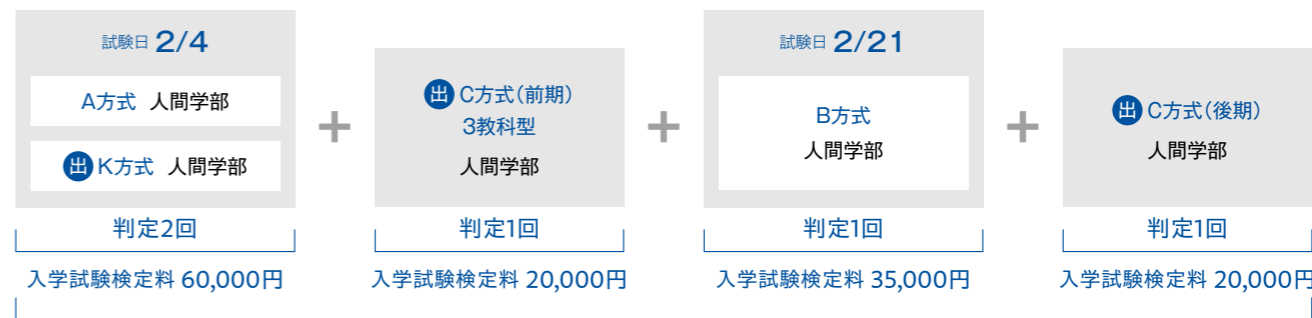 試験日 2/4
A方式 人間学部
出 K方式 人間学部
判定2回
入学試験検定料 60,000円
+
出 C方式(前期)
3教科型
人間学部
判定1回
入学試験検定料 20,000円
+
試験日 2/21
B方式
人間学部
判定1回
入学試験検定料 35,000円
+
出 C方式(後期)
人間学部
判定1回
入学試験検定料 20,000円